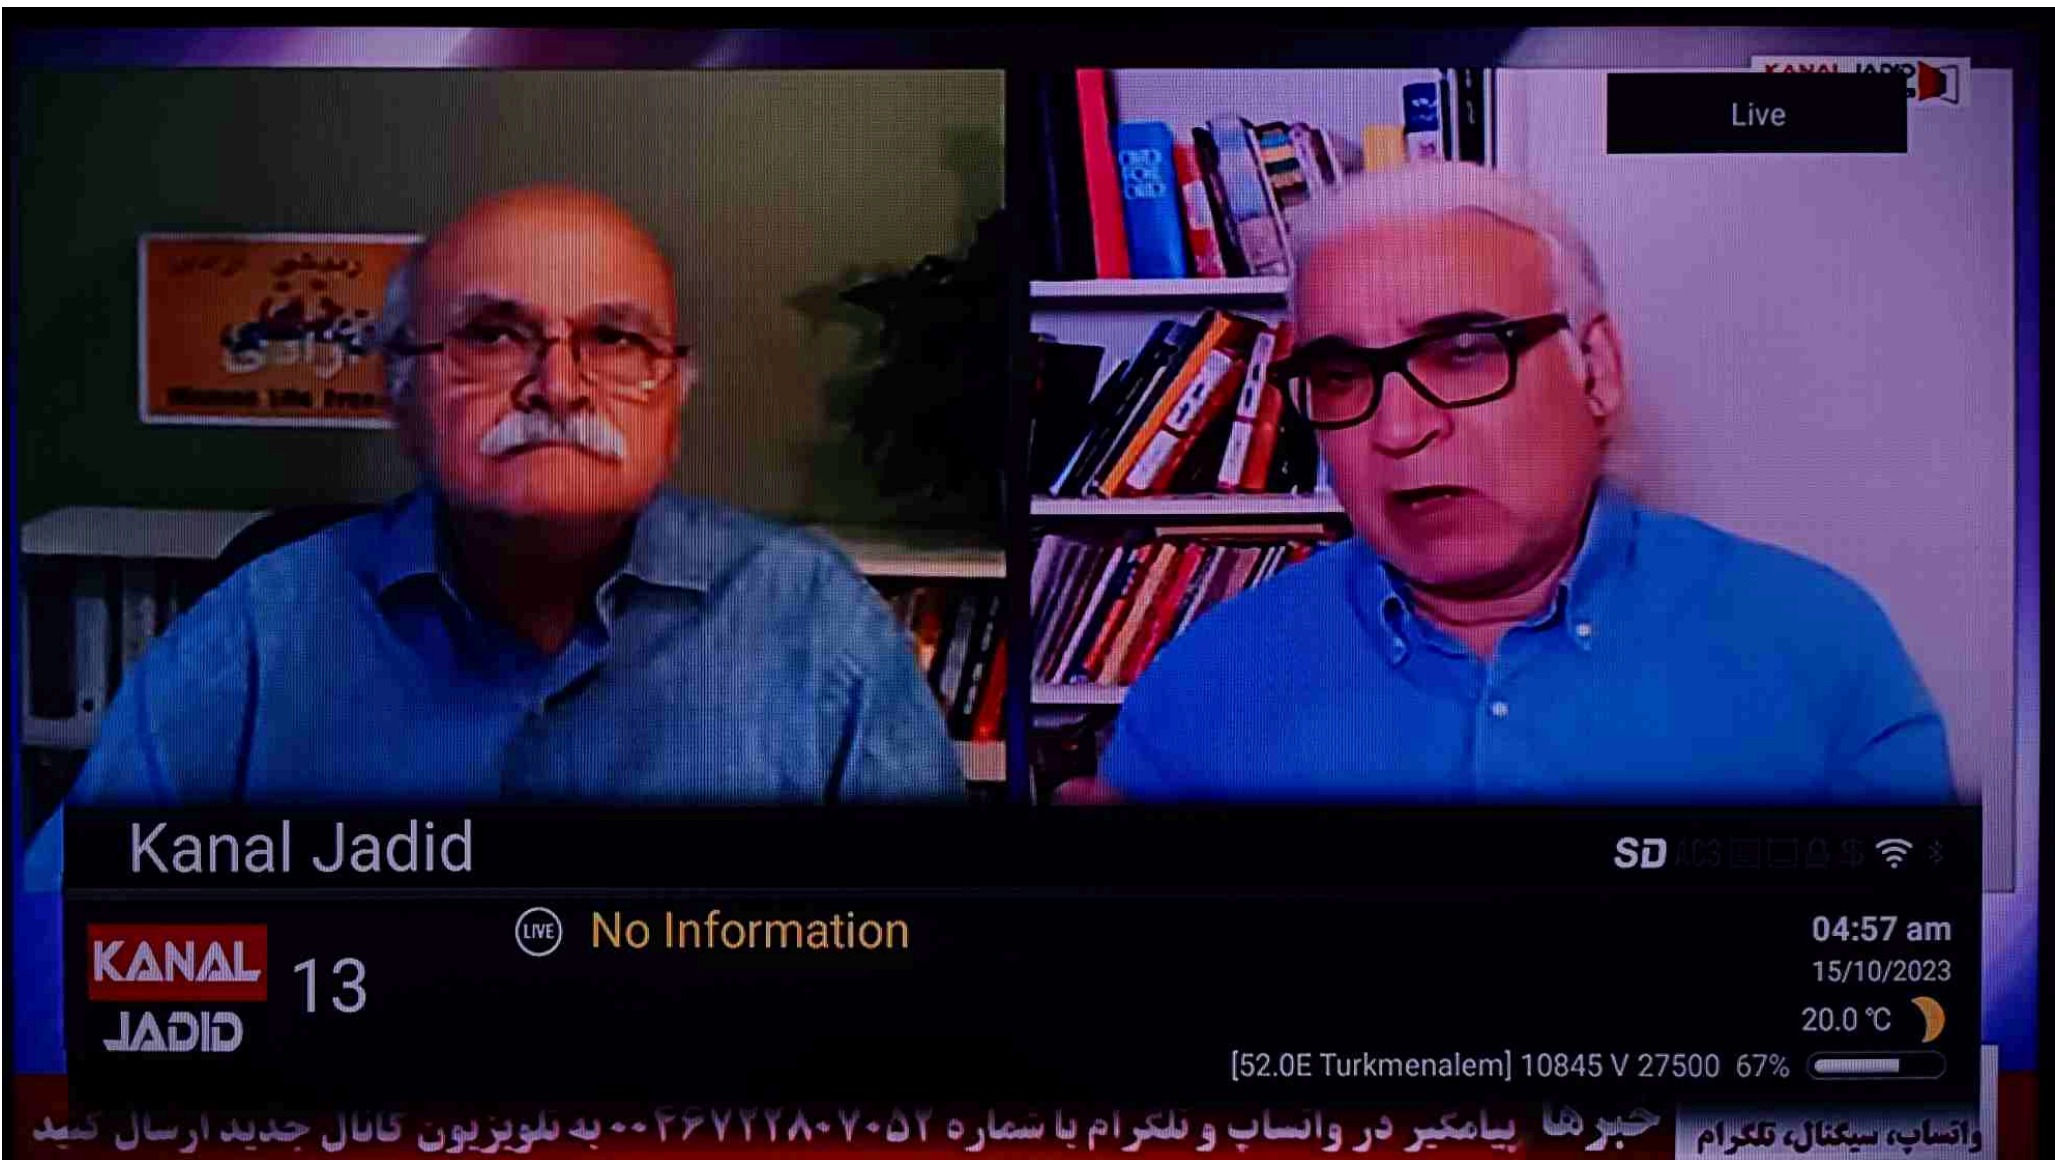 KANAL JADID
Live
Kanal Jadid
SD
KANAL
JADID
13
LIVE
No Information
04:57 am
15/10/2023
20.0 °C
[52.0E Turkmenalem] 10845 V 27500 67%
واتساپ، سیگنال، تلگرام
خبرها
پیامگیر در واتساپ و تلگرام با شماره ۰۰۴۶۷۲۲۸۰۷۰۵۲ به تلویزیون کانال جدید ارسال کنید